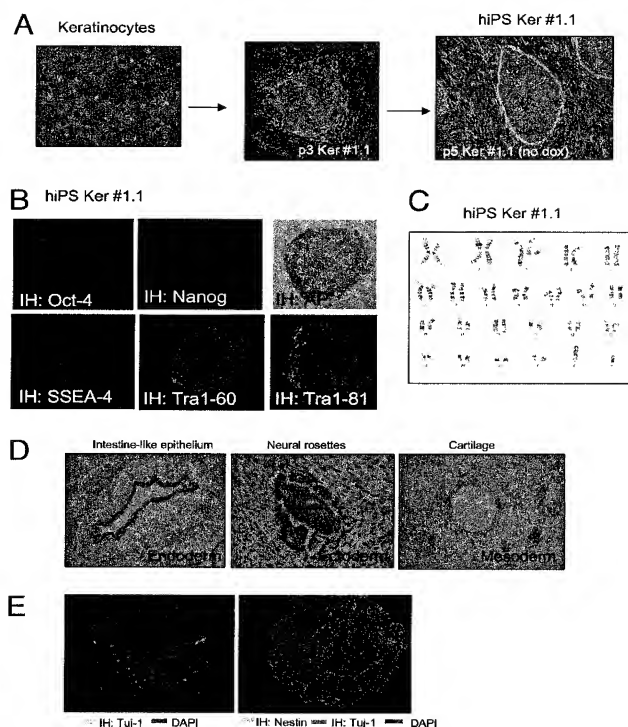 A
Keratinocytes
hiPS Ker #1.1
p3 Ker #1.1
p5 Ker #1.1 (no dox)
B
hiPS Ker #1.1
IH: Oct-4
IH: Nanog
IH: AP
IH: SSEA-4
IH: Tra1-60
IH: Tra1-81
C
hiPS Ker #1.1
D
Intestine-like epithelium
Neural rosettes
Cartilage
Endoderm
Ectoderm
Mesoderm
E
IH: Tuj-1 DAPI
IH: Nestin IH: Tuj-1 DAPI